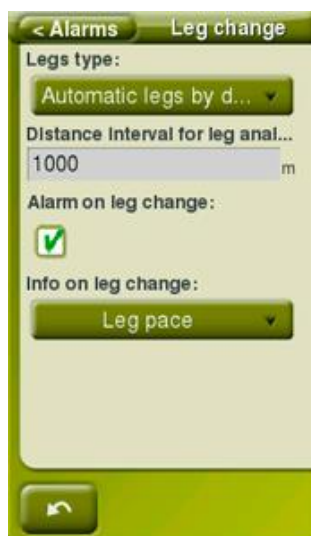 < Alarms Leg change
Legs type:
Automatic legs by d...
Distance Interval for leg anal...
1000 m
Alarm on leg change:
Info on leg change:
Leg pace